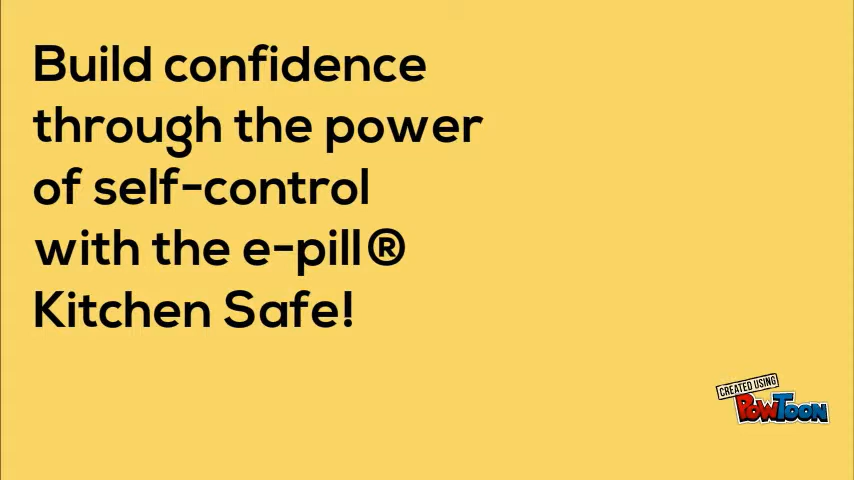 Build confidence
through the power
of self-control
with the e-pill®
Kitchen Safe!
CREATED USING
POWTOON